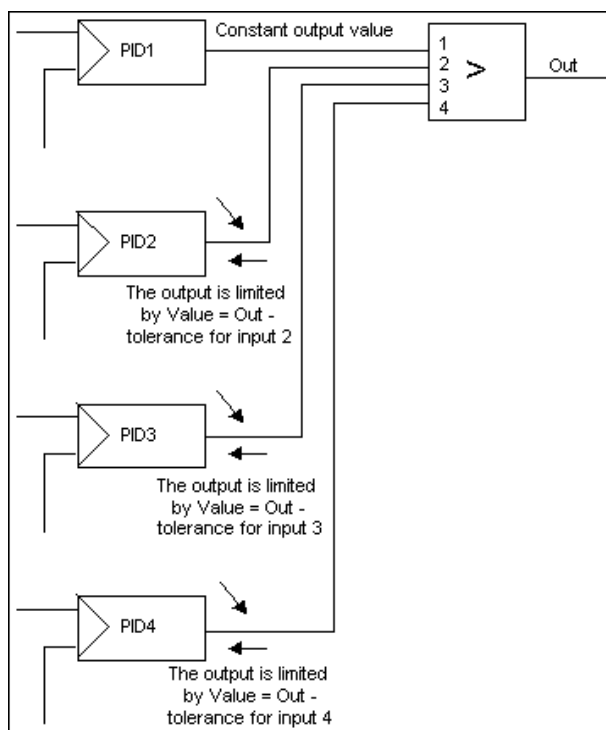 Constant output value
PID1
1
2
3
4
>
Out
PID2
The output is limited
by Value = Out -
tolerance for input 2
PID3
The output is limited
by Value = Out -
tolerance for input 3
PID4
The output is limited
by Value = Out -
tolerance for input 4